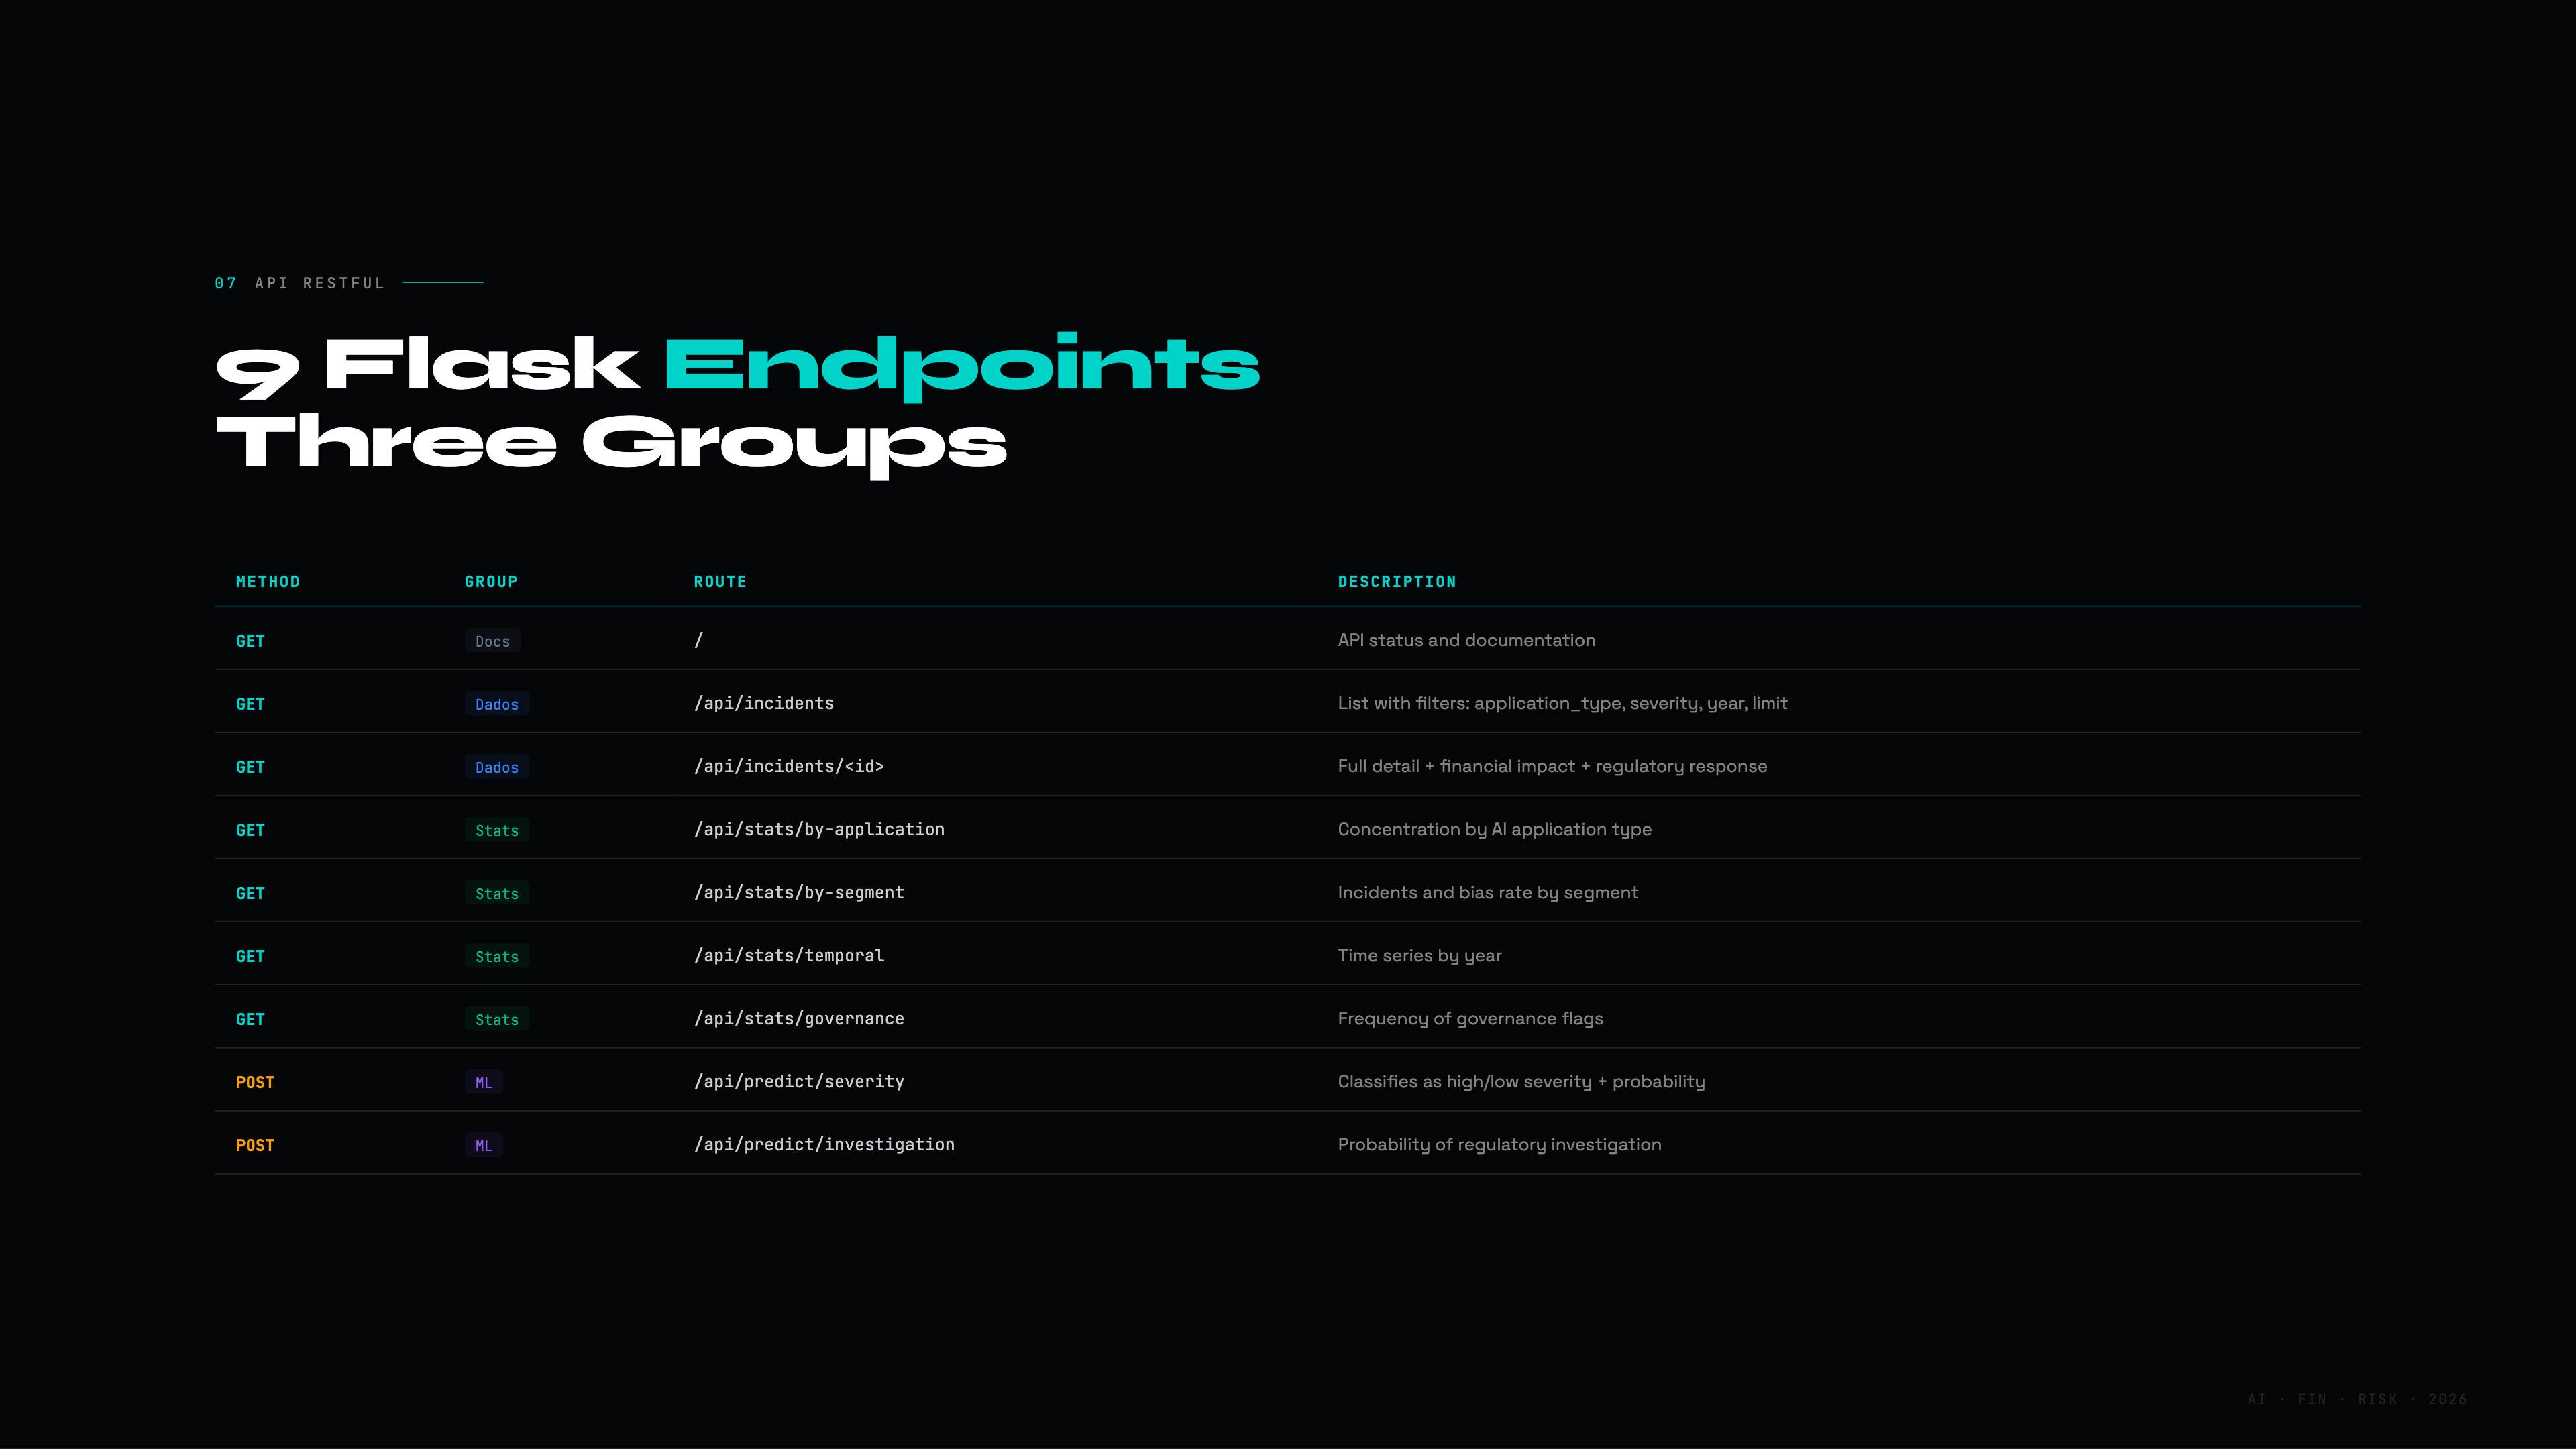 07 API RESTFUL
9 Flask Endpoints
Three Groups
METHOD GROUP ROUTE DESCRIPTION
GET Docs / API status and documentation
GET Dados /api/incidents List with filters: application_type, severity, year, limit
GET Dados /api/incidents/<id> Full detail + financial impact + regulatory response
GET Stats /api/stats/by-application Concentration by AI application type
GET Stats /api/stats/by-segment Incidents and bias rate by segment
GET Stats /api/stats/temporal Time series by year
GET Stats /api/stats/governance Frequency of governance flags
POST ML /api/predict/severity Classifies as high/low severity + probability
POST ML /api/predict/investigation Probability of regulatory investigation
AI · FIN · RISK · 2026